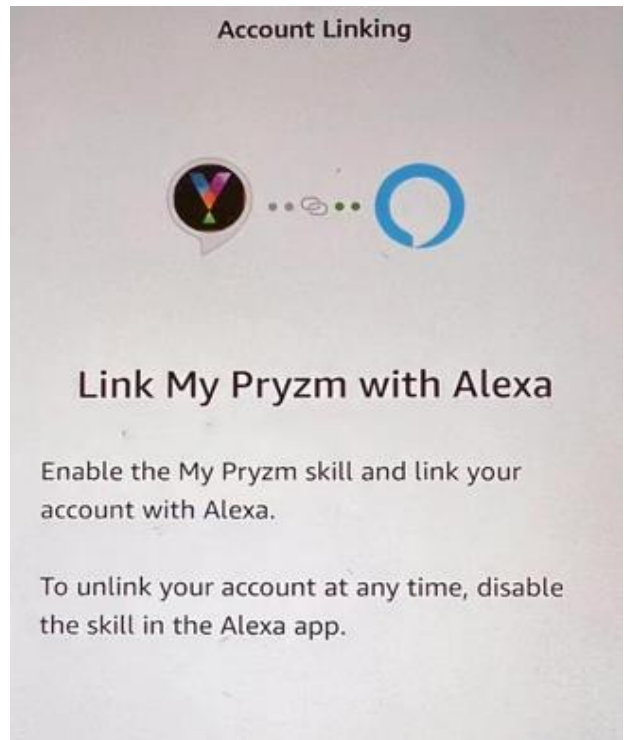 Account Linking
Link My Pryzm with Alexa
Enable the My Pryzm skill and link your
account with Alexa.
To unlink your account at any time, disable
the skill in the Alexa app.